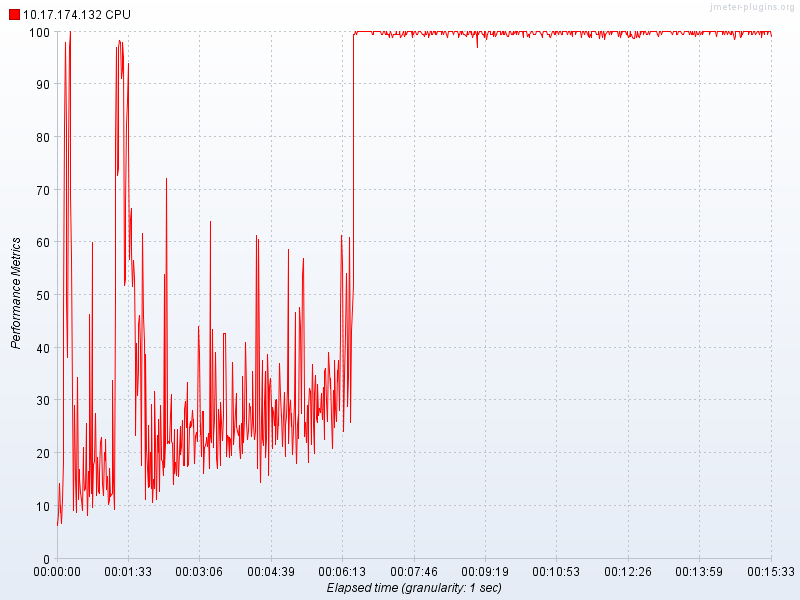 jmeter-plugins.org
10.17.174.132 CPU
100
90
80
70
60
50
40
30
20
10
0
Performance Metrics
00:00:00 00:01:33 00:03:06 00:04:39 00:06:13 00:07:46 00:09:19 00:10:53 00:12:26 00:13:59 00:15:33
Elapsed time (granularity: 1 sec)